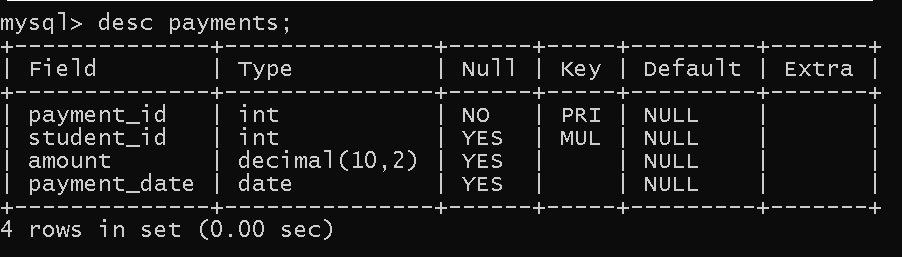 mysql> desc payments;
+--------------+---------------+------+-----+---------+-------+
| Field        | Type          | Null | Key | Default | Extra |
+--------------+---------------+------+-----+---------+-------+
| payment_id   | int           | NO   | PRI | NULL    |       |
| student_id   | int           | YES  | MUL | NULL    |       |
| amount       | decimal(10,2) | YES  |     | NULL    |       |
| payment_date | date          | YES  |     | NULL    |       |
+--------------+---------------+------+-----+---------+-------+
4 rows in set (0.00 sec)